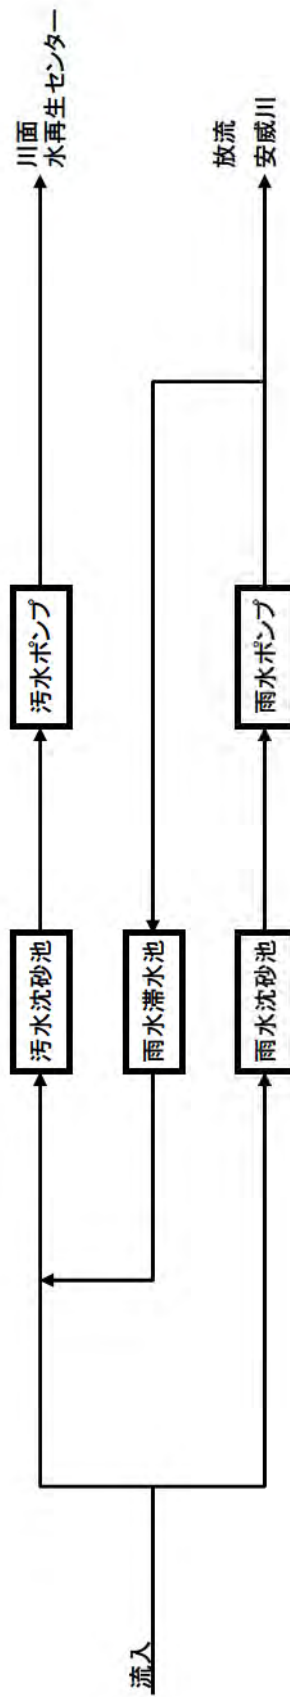 流入
汚水沈砂池
汚水ポンプ
川面
水再生センター
雨水滞水池
雨水沈砂池
雨水ポンプ
放流
安威川